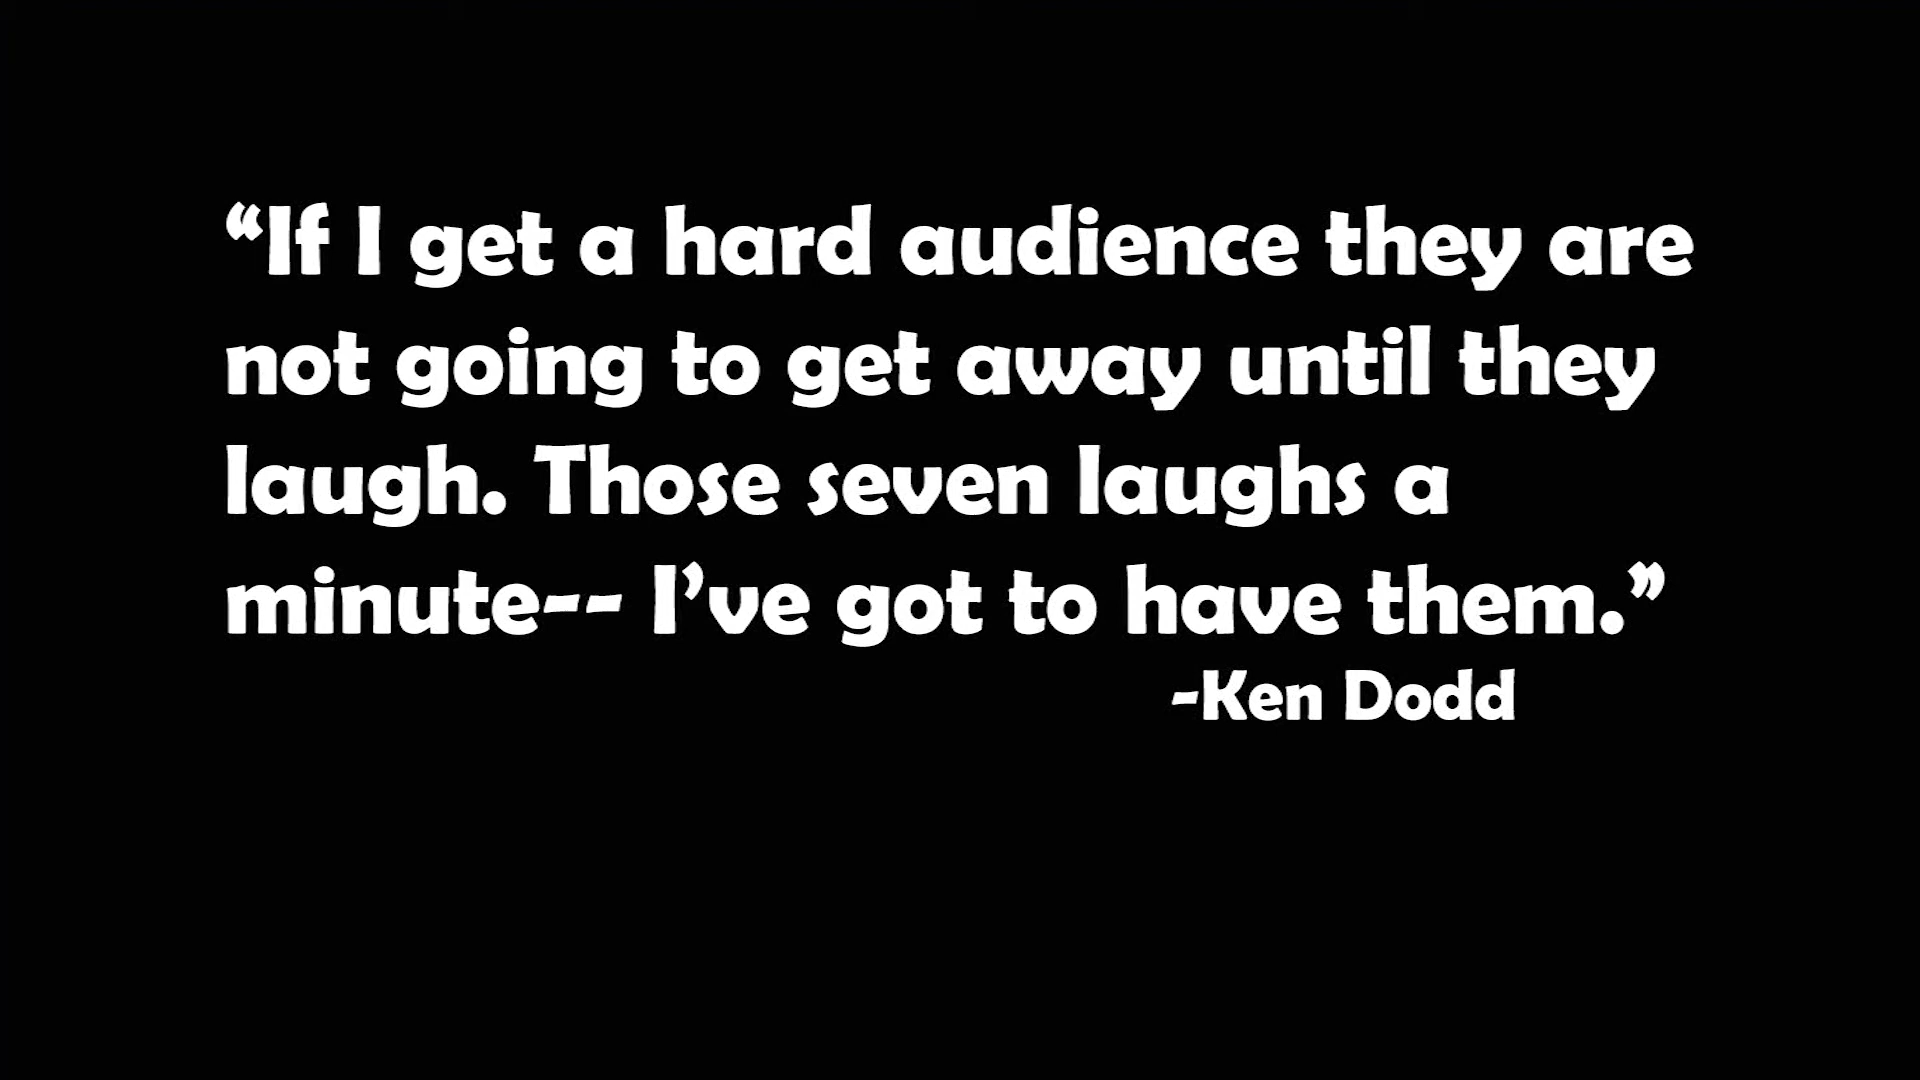 “If I get a hard audience they are
not going to get away until they
laugh. Those seven laughs a
minute-- I’ve got to have them.”
-Ken Dodd